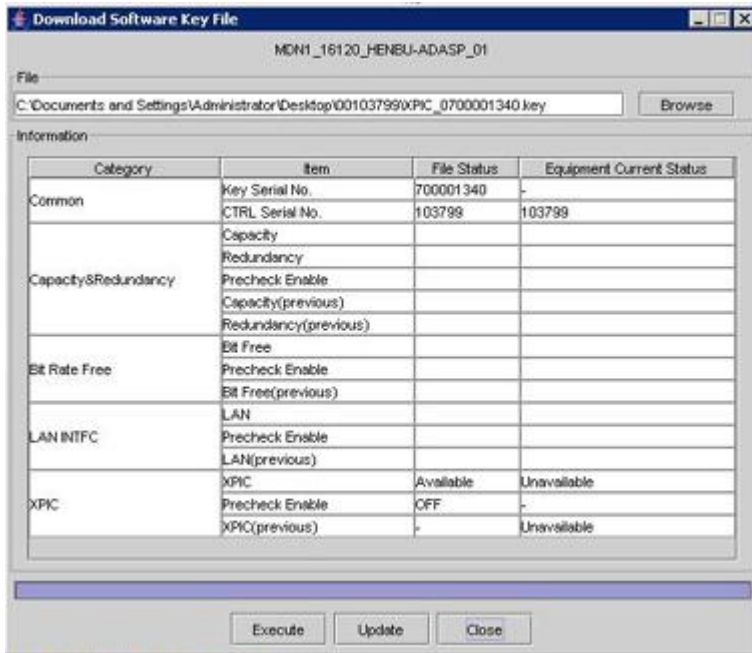 Download Software Key File
MDN1_16120_HENBU-ADASP_01
File
C:\Documents and Settings\Administrator\Desktop\00103799\XPIC_0700001340.key Browse
Information
Category Item File Status Equipment Current Status
Common Key Serial No. 700001340 -
CTRL Serial No. 103799 103799
Capacity&Redundancy Capacity
Redundancy
Precheck Enable
Capacity(previous)
Redundancy(previous)
Bit Rate Free Bit Free
Precheck Enable
Bit Free(previous)
LAN INTFC LAN
Precheck Enable
LAN(previous)
XPIC XPIC Available Unavailable
Precheck Enable OFF -
XPIC(previous) - Unavailable
Execute Update Close